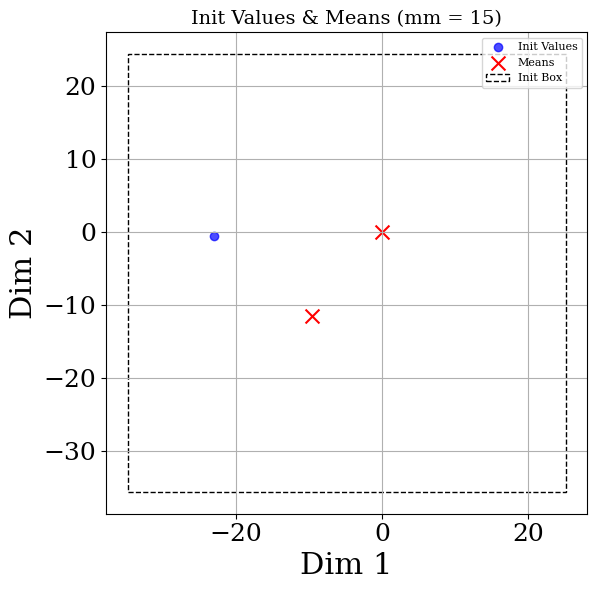 Init Values & Means (mm = 15)
Init Values
Means
Init Box
Dim 2
20
10
0
−10
−20
−30
−20
0
20
Dim 1